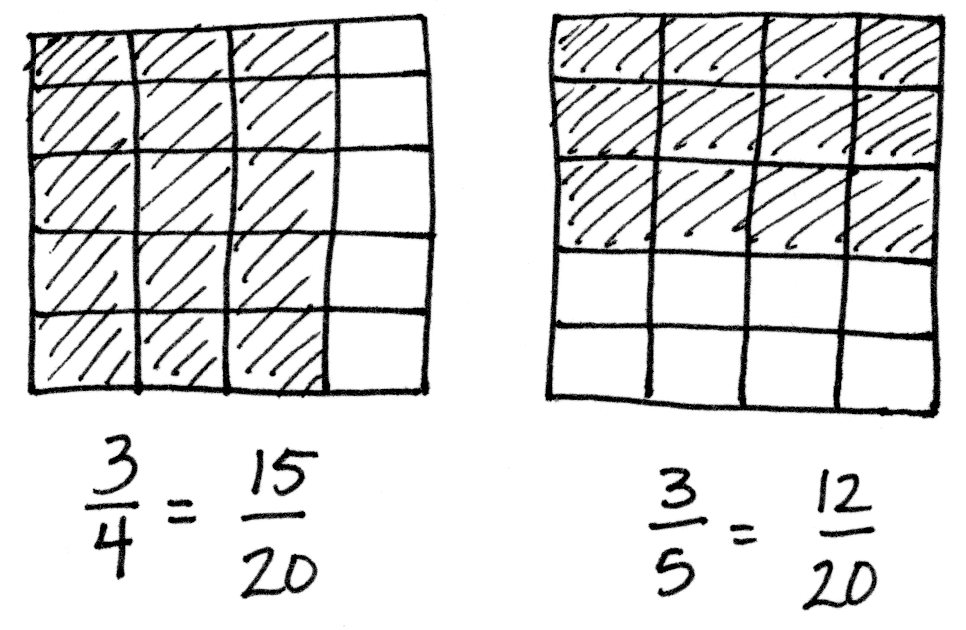 3/4 = 15/20
3/5 = 12/20